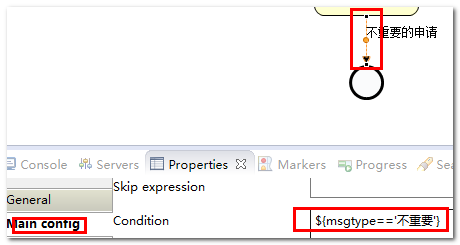 不重要的申请
Console Servers Properties Markers Progress Sea
Skip expression
General
Main config
Condition ${msgtype=='不重要'}